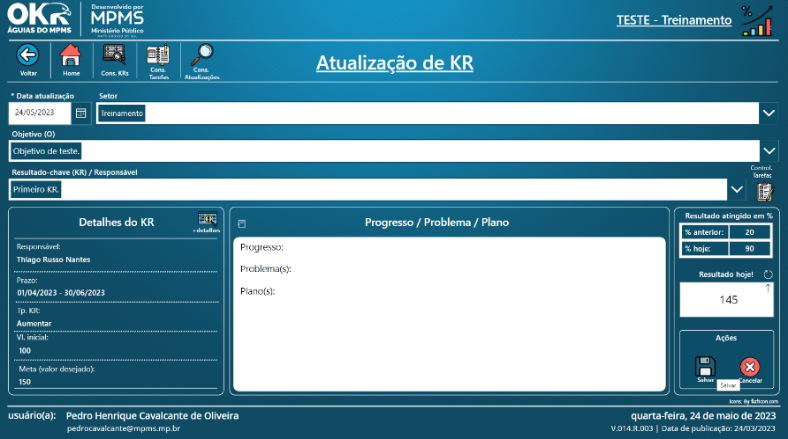 OKR
ÁGUIAS DO MPMS
Desenvolvido por
MPMS
Ministério Público
TESTE - Treinamento
Voltar
Home
Cons. KRs
Cons. Tarefas
Cons. Atualizações
Atualização de KR
* Data atualização
Setor
24/05/2023
Treinamento
Objetivo (O)
Objetivo de teste.
Resultado-chave (KR) / Responsável
Control. Tarefas
Primeiro KR.
Detalhes do KR
+ detalhes
Responsável:
Thiago Russo Nantes
Prazo:
01/04/2023 - 30/06/2023
Tp. KR:
Aumentar
Vl. inicial:
100
Meta (valor desejado):
150
Progresso / Problema / Plano
Progresso:
Problema(s):
Plano(s):
Resultado atingido em %
% anterior: 20
% hoje: 90
Resultado hoje!
145
Ações
Salvar
Cancelar
Salvar
Icons: By flaticon.com
usuário(a): Pedro Henrique Cavalcante de Oliveira
pedrocavalcante@mpms.mp.br
quarta-feira, 24 de maio de 2023
V.014.R.003 | Data de publicação: 24/03/2023